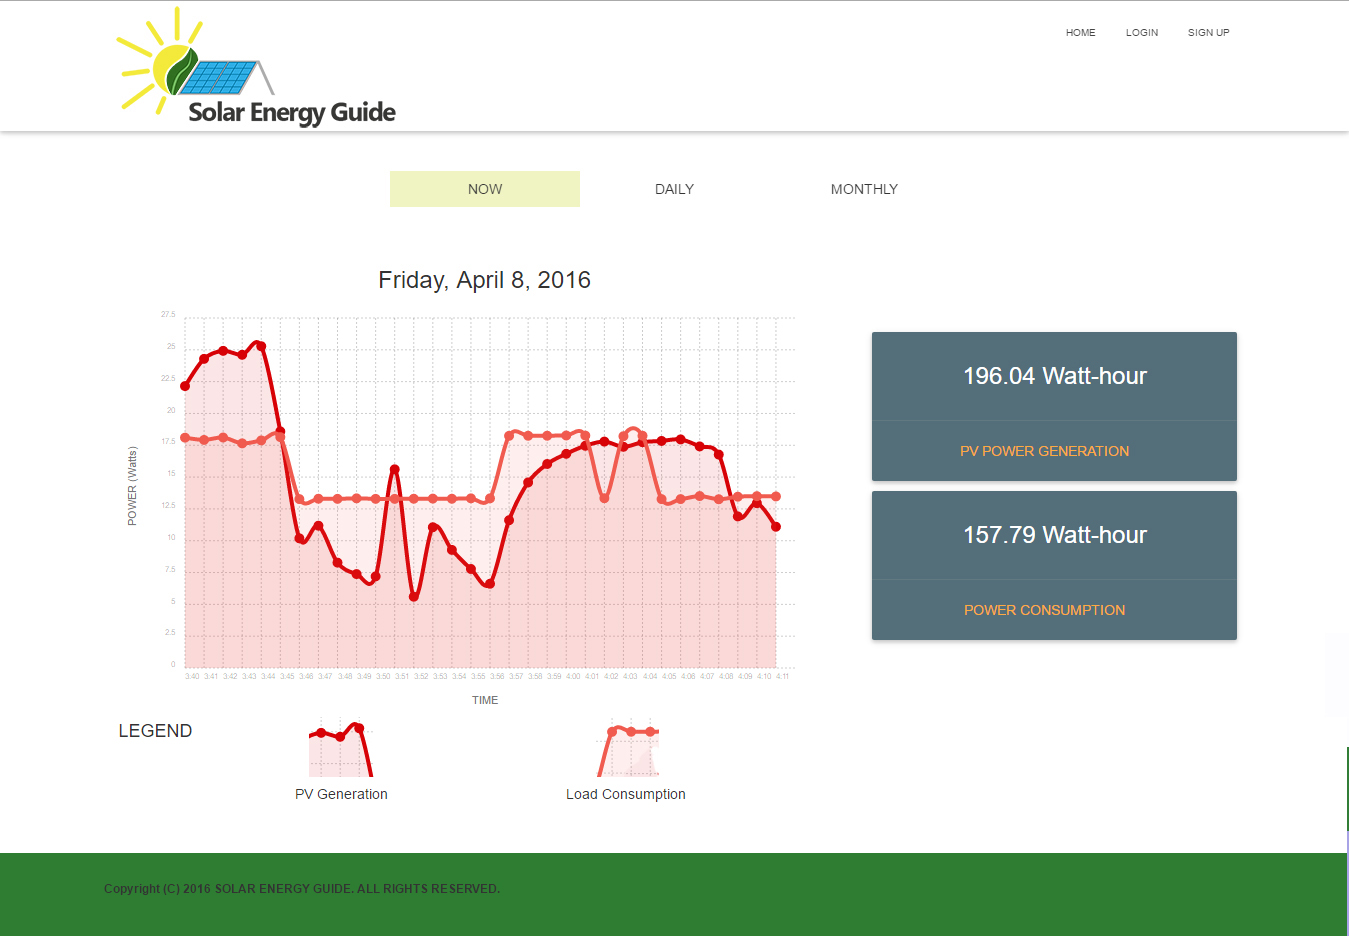 HOME LOGIN SIGN UP
Solar Energy Guide
NOW DAILY MONTHLY
Friday, April 8, 2016
27.5
25
22.5
20
17.5
15
12.5
10
7.5
5
2.5
0
POWER (Watts)
3.40 3.41 3.42 3.43 3.44 3.45 3.46 3.47 3.48 3.49 3.50 3.51 3.52 3.53 3.54 3.55 3.56 3.57 3.58 3.59 4.00 4.01 4.02 4.03 4.04 4.05 4.06 4.07 4.08 4.09 4.10 4.11
TIME
196.04 Watt-hour
PV POWER GENERATION
157.79 Watt-hour
POWER CONSUMPTION
LEGEND
PV Generation
Load Consumption
Copyright (C) 2016 SOLAR ENERGY GUIDE. ALL RIGHTS RESERVED.